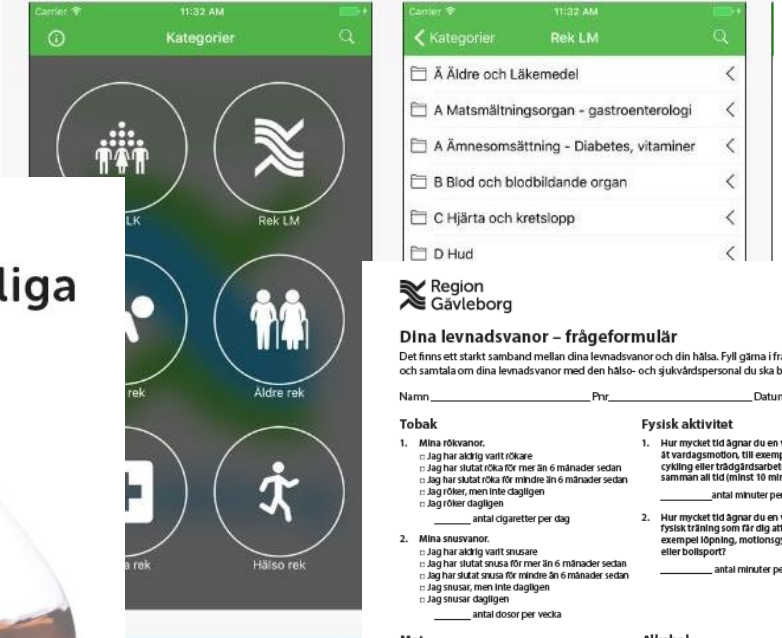 Carrier 11:32 AM
Kategorier
LK
Rek LM
rek
Äldre rek
rek
Hälso rek
Carrier 11:32 AM
Kategorier Rek LM
Ä Äldre och Läkemedel
A Matsmältningsorgan - gastroenterologi
A Ämnesomsättning - Diabetes, vitaminer
B Blod och blodbildande organ
C Hjärta och kretslopp
D Hud
liga
Region
Gävleborg
Dina levnadsvanor – frågeformulär
Det finns ett starkt samband mellan dina levnadsvanor och din hälsa. Fyll gärna i
och samtala om dina levnadsvanor med den hälso- och sjukvårdspersonal du ska
Namn Pnr Datum
Tobak
1. Mina rökvanor.
Jag har aldrig varit rökare
Jag har slutat röka för mer än 6 månader sedan
Jag har slutat röka för mindre än 6 månader sedan
Jag röker, men inte dagligen
Jag röker dagligen
antal cigaretter per dag
2. Mina snusvanor.
Jag har aldrig varit snusare
Jag har slutat snusa för mer än 6 månader sedan
Jag har slutat snusa för mindre än 6 månader sedan
Jag snusar, men inte dagligen
Jag snusar dagligen
antal dosor per vecka
Fysisk aktivitet
1. Hur mycket tid ägnar du en
åt vardagsmotion, till
cykling eller
samman all tid (minst 10
antal minuter
2. Hur mycket tid ägnar du en
fysisk träning som får dig
exempel löpning,
eller bollsport?
antal minuter